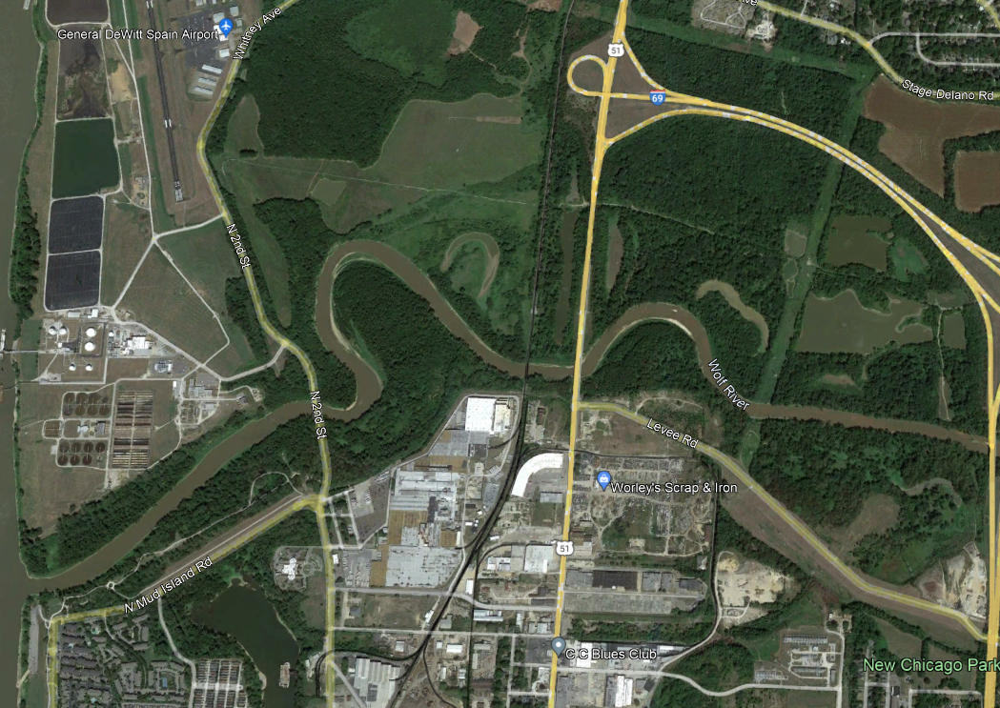 ve
General DeWitt Spain Airport
Whitney Ave
51
69
Stage Delano Rd
N 2nd St
Wolf River
N 2nd St
Levee Rd
Worley's Scrap & Iron
51
N Mud Island Rd
C C Blues Club
New Chicago Park